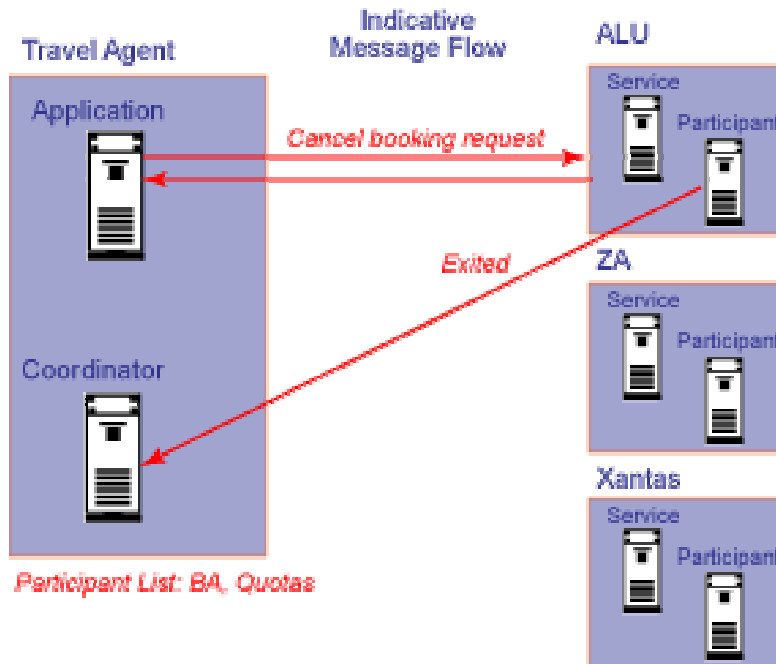 Indicative
Message Flow
Travel Agent
Application
Coordinator
Cancel booking request
Exited
Participant List: BA, Quotas
ALU
Service
Participant
ZA
Service
Participant
Xantas
Service
Participant